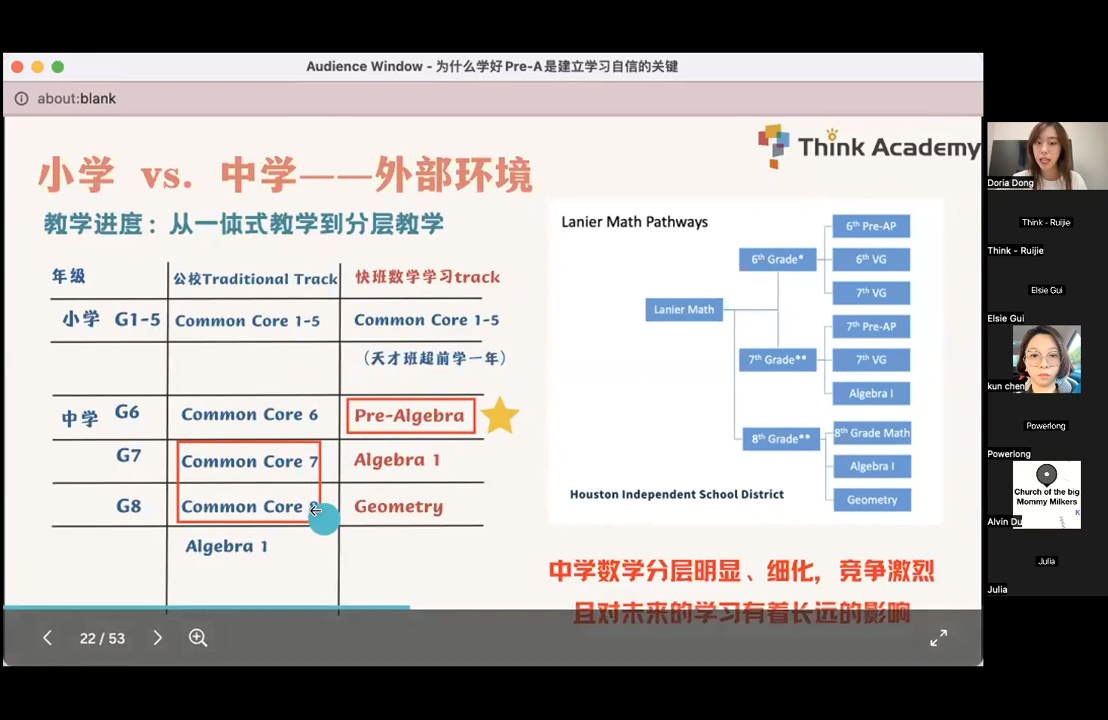 Audience Window - 为什么学好Pre-A是建立学习自信的关键
about:blank
Think Academy
小学 vs. 中学——外部环境
教学进度：从一体式教学到分层教学
年级 公校Traditional Track 快班数学学习track
小学 G1-5 Common Core 1-5 Common Core 1-5
（天才班超前学一年）
中学 G6 Common Core 6 Pre-Algebra
G7 Common Core 7 Algebra 1
G8 Common Core Geometry
Algebra 1
Lanier Math Pathways
Lanier Math
6th Grade*
6th Pre-AP
6th VG
7th VG
7th Grade**
7th Pre-AP
7th VG
Algebra I
8th Grade**
8th Grade Math
Algebra I
Geometry
Houston Independent School District
中学数学分层明显、细化，竞争激烈
且对未来的学习有着长远的影响
22 / 53
Doria Dong
Think - Ruijie
Think - Ruijie
Elsie Gui
Elsie Gui
kun chen
Powerlong
Powerlong
Church of the big
Mommy Milkers
K
Alvin Du
Julia
Julia